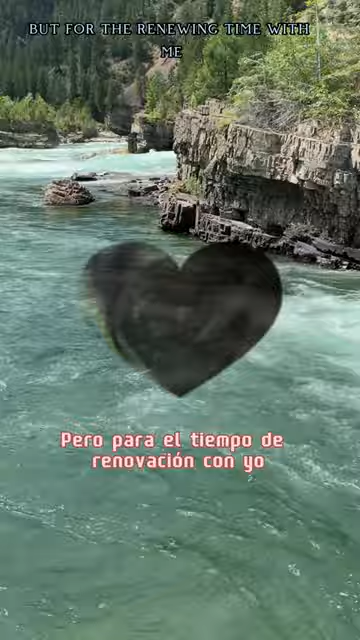 BUT FOR THE RENEWING TIME WITH
ME
Pero para el tiempo de
renovación con yo